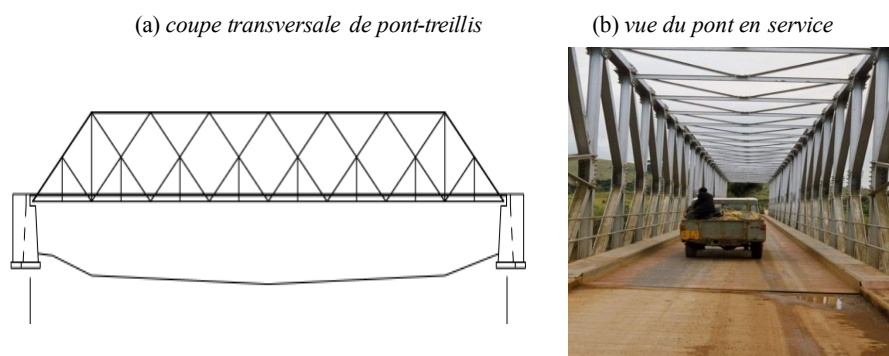 (a) coupe transversale de pont-treillis
(b) vue du pont en service